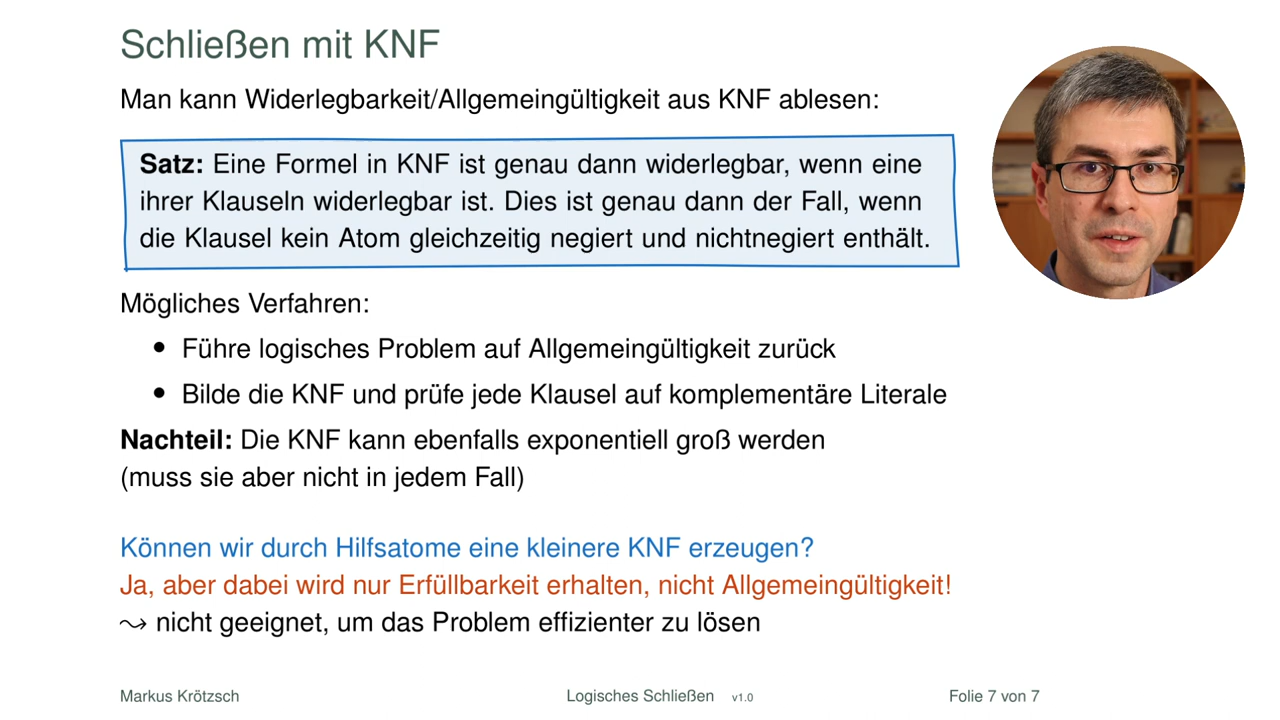 Schließen mit KNF
Man kann Widerlegbarkeit/Allgemeingültigkeit aus KNF ablesen:
Satz: Eine Formel in KNF ist genau dann widerlegbar, wenn eine
ihrer Klauseln widerlegbar ist. Dies ist genau dann der Fall, wenn
die Klausel kein Atom gleichzeitig negiert und nichtnegiert enthält.
Mögliches Verfahren:
• Führe logisches Problem auf Allgemeingültigkeit zurück
• Bilde die KNF und prüfe jede Klausel auf komplementäre Literale
Nachteil: Die KNF kann ebenfalls exponentiell groß werden
(muss sie aber nicht in jedem Fall)
Können wir durch Hilfsatome eine kleinere KNF erzeugen?
Ja, aber dabei wird nur Erfüllbarkeit erhalten, nicht Allgemeingültigkeit!
⤳ nicht geeignet, um das Problem effizienter zu lösen
Markus Krötzsch Logisches Schließen v1.0 Folie 7 von 7